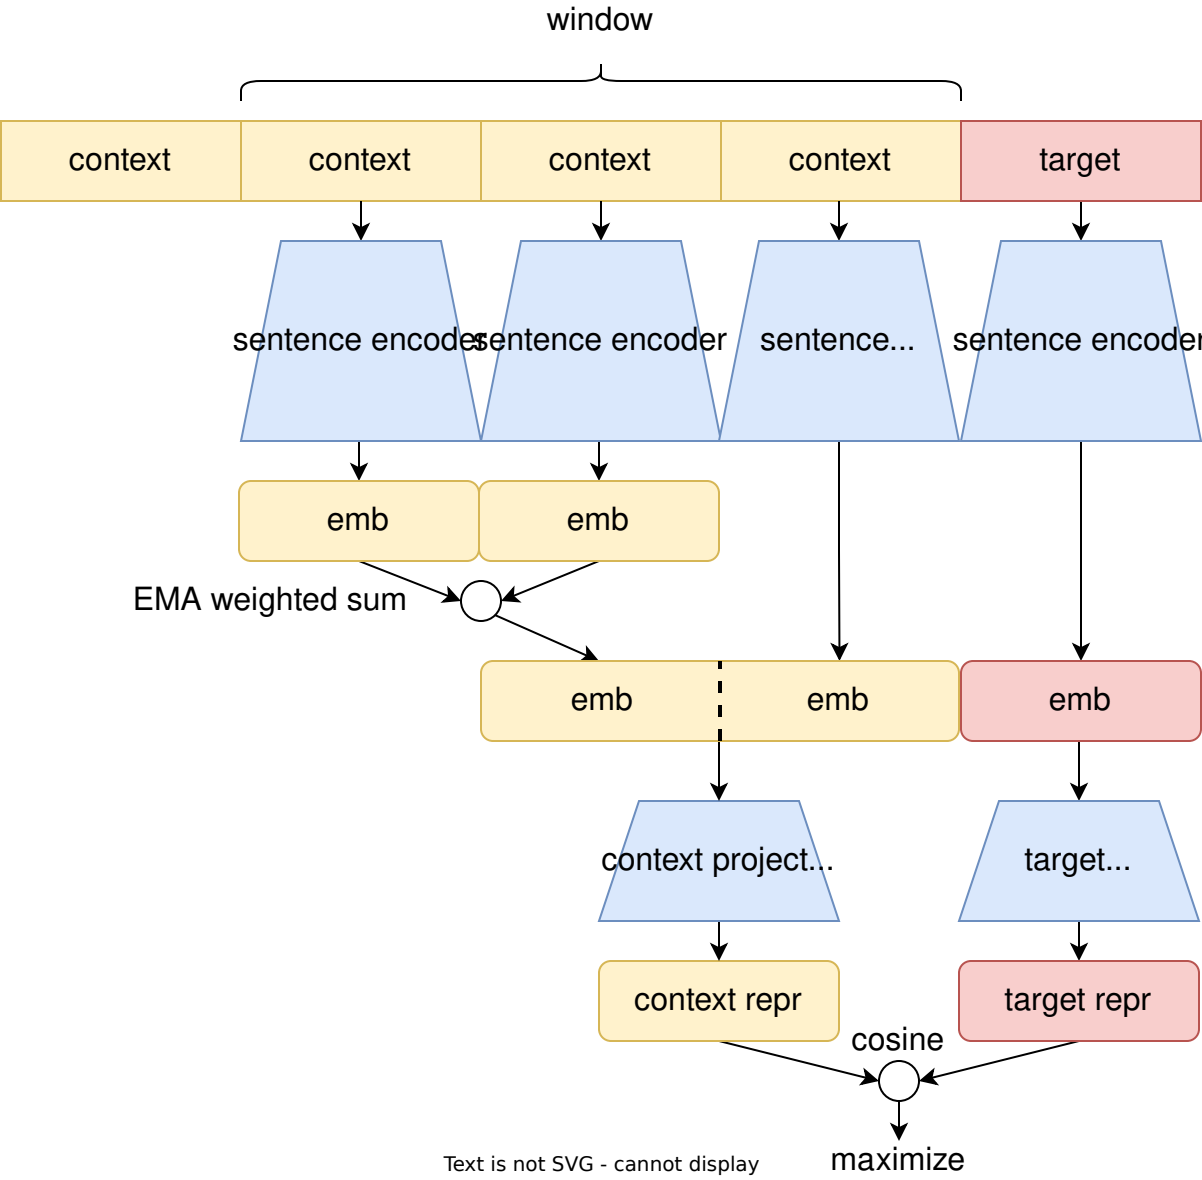 window
context
context
context
context
target
sentence encoder
sentence encoder
sentence...
sentence encoder
emb
emb
EMA weighted sum
emb
emb
emb
context project...
target...
context repr
target repr
cosine
maximize
Text is not SVG - cannot display